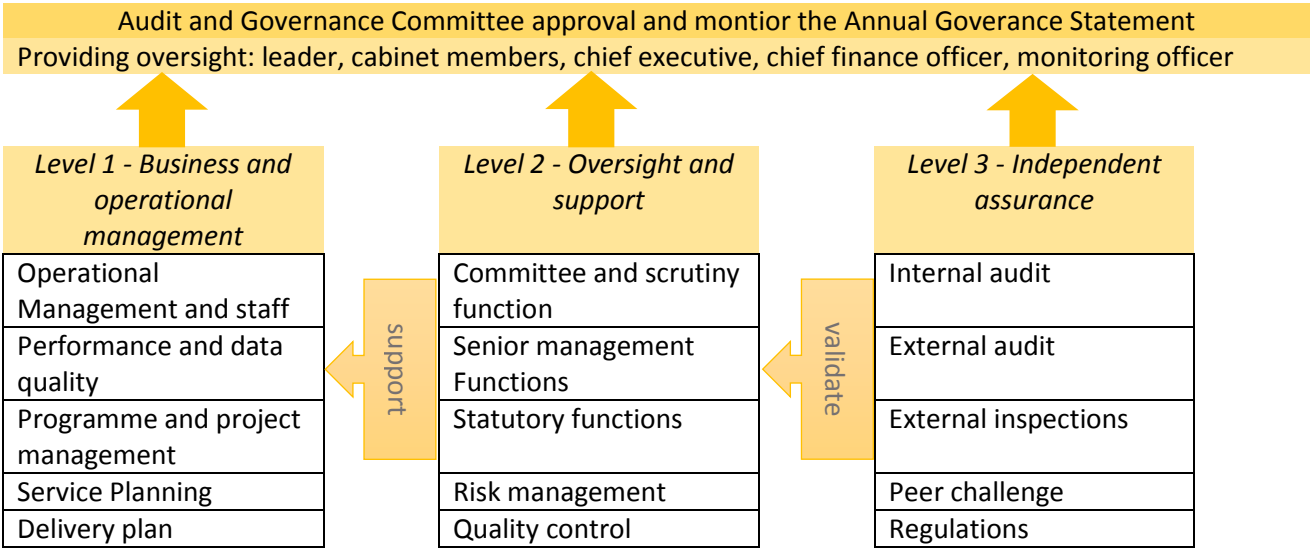 Audit and Governance Committee approval and montior the Annual Goverance Statement
Providing oversight: leader, cabinet members, chief executive, chief finance officer, monitoring officer
Level 1 - Business and
operational
management
Operational
Management and staff
Performance and data
quality
Programme and project
management
Service Planning
Delivery plan
support
Level 2 - Oversight and
support
Committee and scrutiny
function
Senior management
Functions
Statutory functions
Risk management
Quality control
validate
Level 3 - Independent
assurance
Internal audit
External audit
External inspections
Peer challenge
Regulations